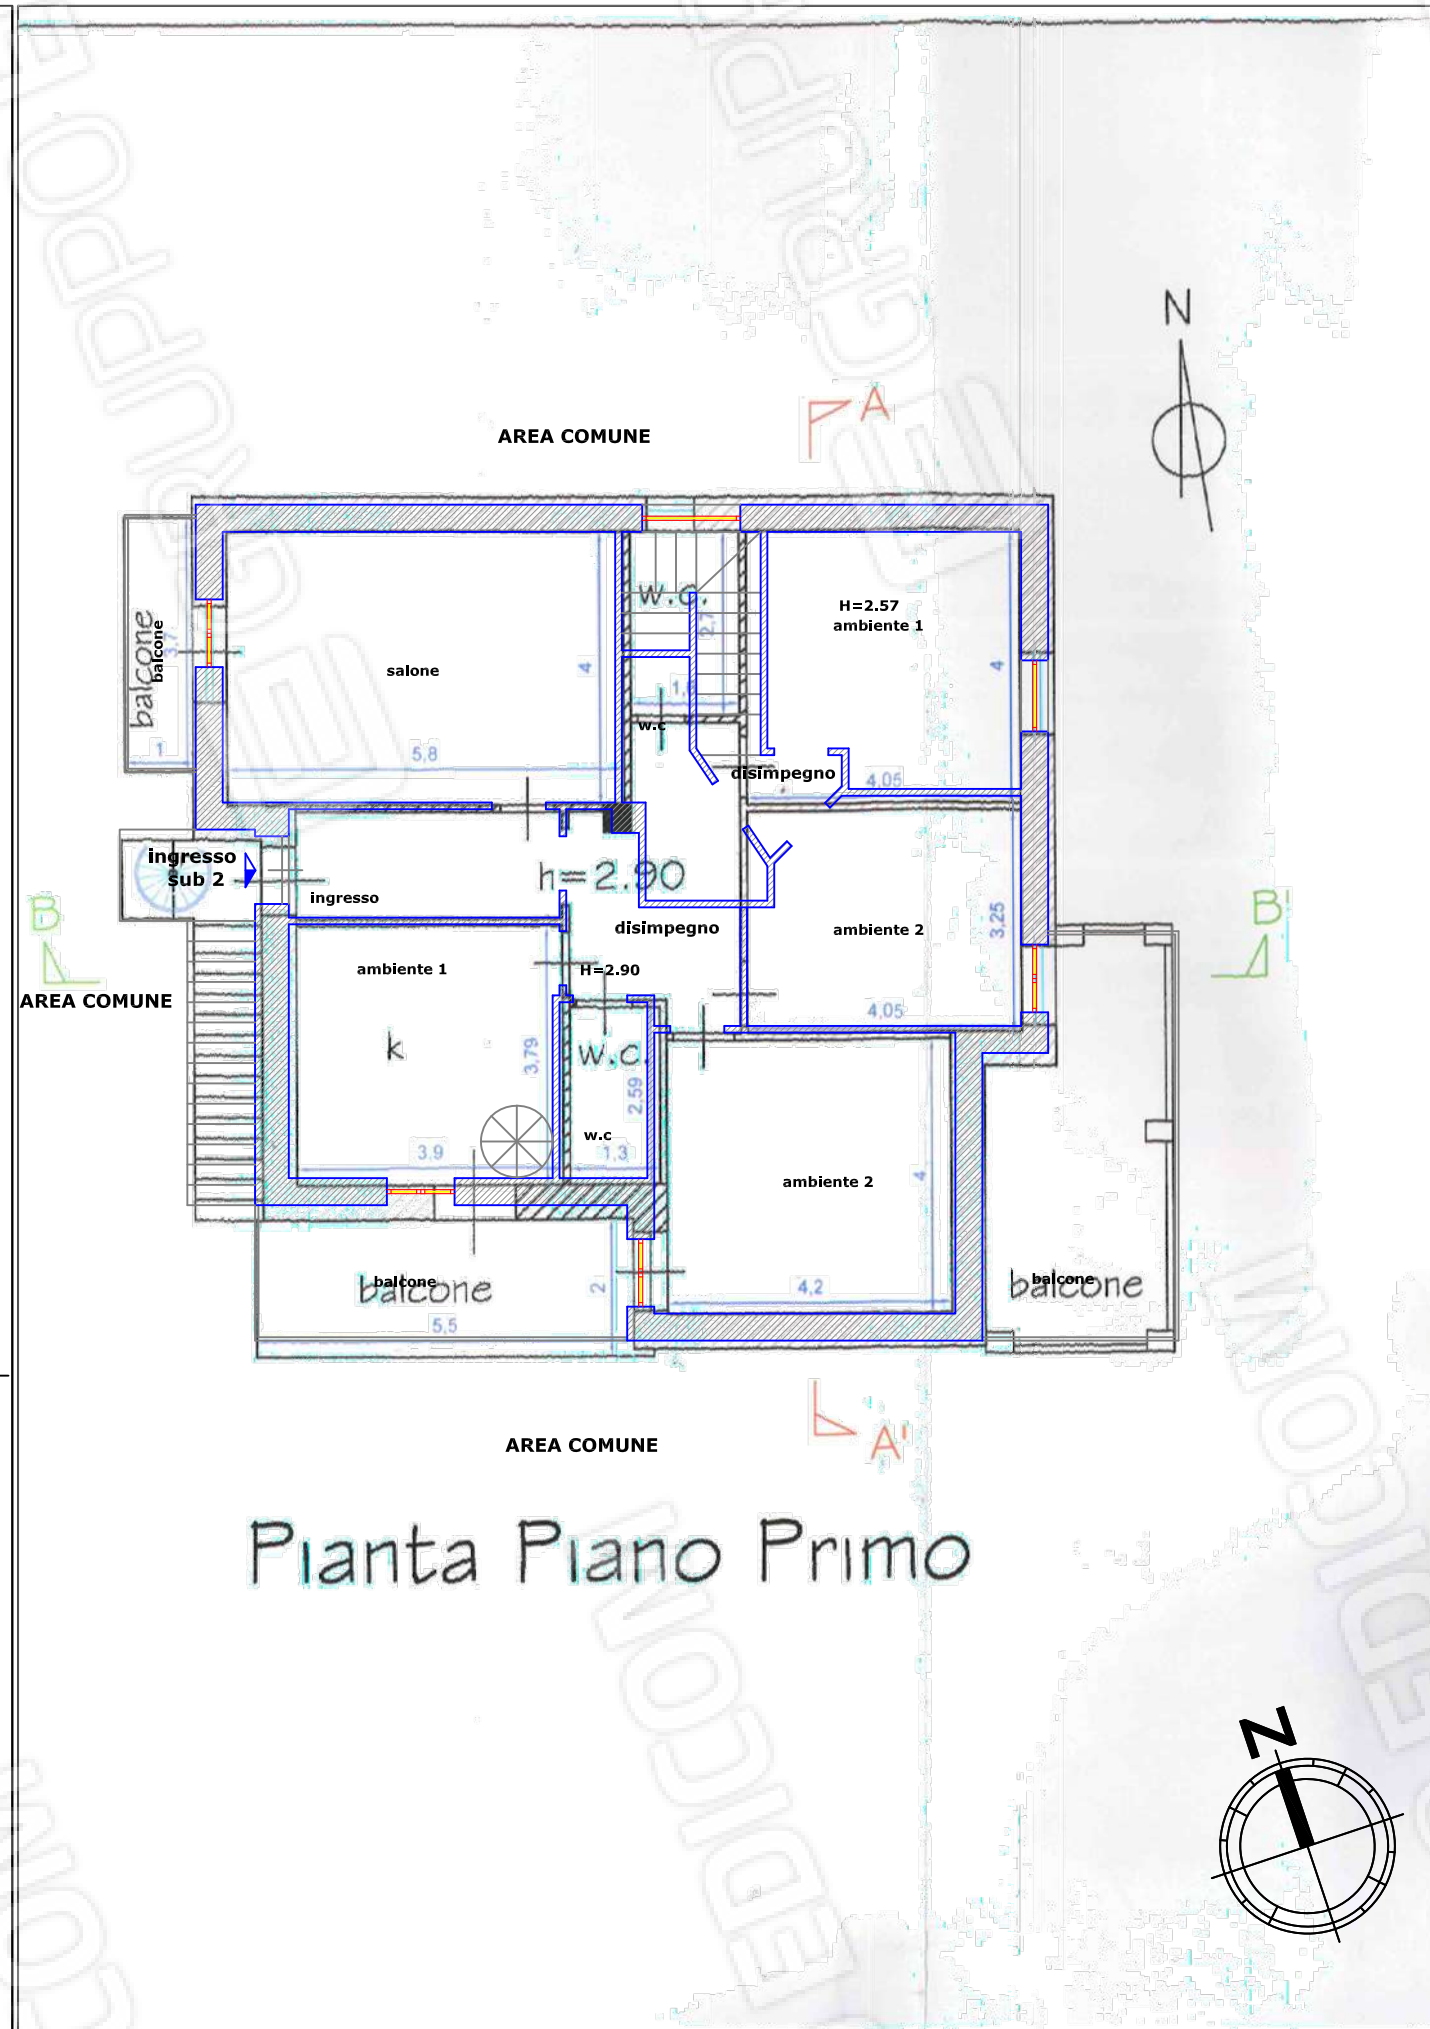 N
A
AREA COMUNE
balcone
balcone
3,7
1
salone
4
5,8
w.c.
2,7
1,6
w.c
H=2.57
ambiente 1
4
4,05
disimpegno
ingresso
sub 2
ingresso
h=2.90
disimpegno
H=2.90
ambiente 2
3,25
4,05
B
B'
AREA COMUNE
ambiente 1
k
3,79
3,9
w.c.
2,59
w.c
1,3
ambiente 2
4
4,2
balcone
balcone
2
5,5
balcone
balcone
A'
AREA COMUNE
Pianta Piano Primo
N